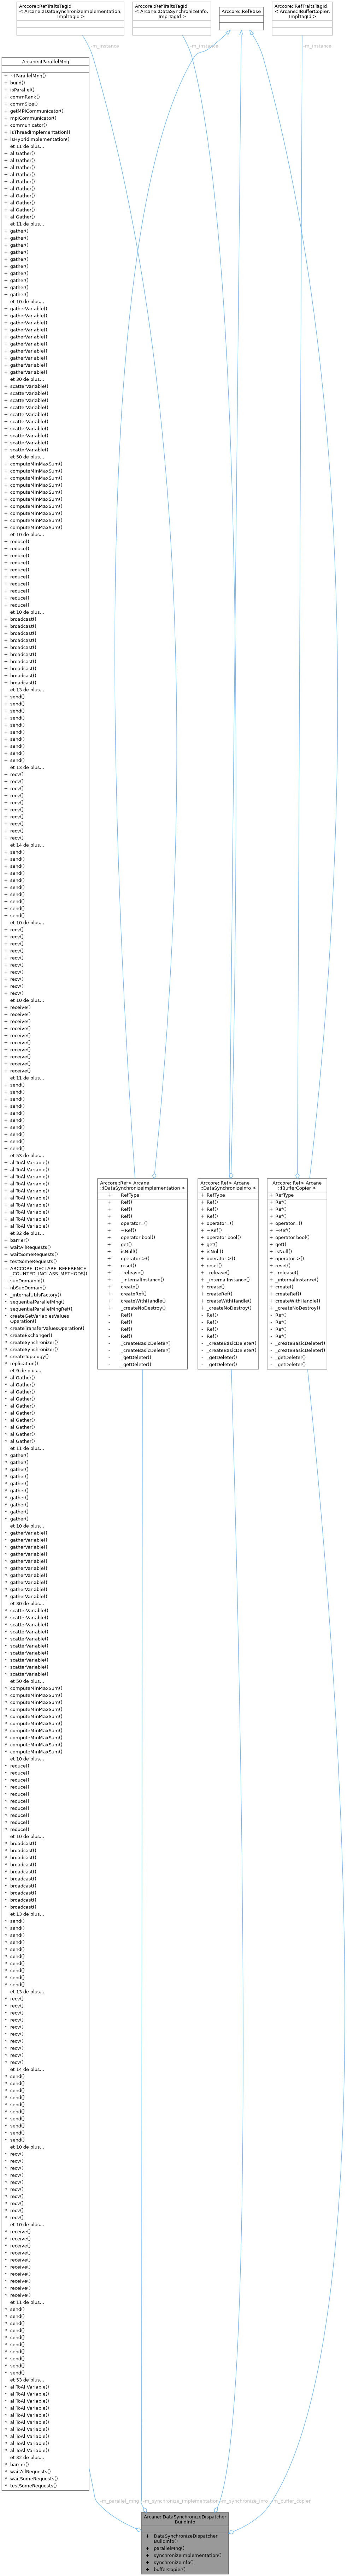 Arccore::RefTraitsTagId
< Arcane::IDataSynchronizeImplementation,
ImplTagId >
Arccore::RefTraitsTagId
< Arcane::DataSynchronizeInfo,
ImplTagId >
Arccore::RefBase
Arccore::RefTraitsTagId
< Arcane::IBufferCopier,
ImplTagId >
m_instance
m_instance
m_instance
Arcane::IParallelMng
+ ~IParallelMng()
+ build()
+ isParallel()
+ commRank()
+ commSize()
+ getMPICommunicator()
+ mpiCommunicator()
+ communicator()
+ isThreadImplementation()
+ isHybridImplementation()
et 11 de plus...
+ allGather()
+ allGather()
+ allGather()
+ allGather()
+ allGather()
+ allGather()
+ allGather()
+ allGather()
+ allGather()
+ allGather()
et 11 de plus...
+ gather()
+ gather()
+ gather()
+ gather()
+ gather()
+ gather()
+ gather()
+ gather()
+ gather()
+ gather()
et 10 de plus...
+ gatherVariable()
+ gatherVariable()
+ gatherVariable()
+ gatherVariable()
+ gatherVariable()
+ gatherVariable()
+ gatherVariable()
+ gatherVariable()
+ gatherVariable()
+ gatherVariable()
et 30 de plus...
+ scatterVariable()
+ scatterVariable()
+ scatterVariable()
+ scatterVariable()
+ scatterVariable()
+ scatterVariable()
+ scatterVariable()
+ scatterVariable()
+ scatterVariable()
+ scatterVariable()
et 50 de plus...
+ computeMinMaxSum()
+ computeMinMaxSum()
+ computeMinMaxSum()
+ computeMinMaxSum()
+ computeMinMaxSum()
+ computeMinMaxSum()
+ computeMinMaxSum()
+ computeMinMaxSum()
+ computeMinMaxSum()
+ computeMinMaxSum()
et 10 de plus...
+ reduce()
+ reduce()
+ reduce()
+ reduce()
+ reduce()
+ reduce()
+ reduce()
+ reduce()
+ reduce()
+ reduce()
et 10 de plus...
+ broadcast()
+ broadcast()
+ broadcast()
+ broadcast()
+ broadcast()
+ broadcast()
+ broadcast()
+ broadcast()
+ broadcast()
+ broadcast()
et 13 de plus...
+ send()
+ send()
+ send()
+ send()
+ send()
+ send()
+ send()
+ send()
+ send()
+ send()
et 13 de plus...
+ recv()
+ recv()
+ recv()
+ recv()
+ recv()
+ recv()
+ recv()
+ recv()
+ recv()
+ recv()
et 14 de plus...
+ send()
+ send()
+ send()
+ send()
+ send()
+ send()
+ send()
+ send()
+ send()
+ send()
et 10 de plus...
+ recv()
+ recv()
+ recv()
+ recv()
+ recv()
+ recv()
+ recv()
+ recv()
+ recv()
+ recv()
et 10 de plus...
+ receive()
+ receive()
+ receive()
+ receive()
+ receive()
+ receive()
+ receive()
+ receive()
+ receive()
+ receive()
et 11 de plus...
+ send()
+ send()
+ send()
+ send()
+ send()
+ send()
+ send()
+ send()
+ send()
+ send()
et 53 de plus...
+ allToAllVariable()
+ allToAllVariable()
+ allToAllVariable()
+ allToAllVariable()
+ allToAllVariable()
+ allToAllVariable()
+ allToAllVariable()
+ allToAllVariable()
+ allToAllVariable()
+ allToAllVariable()
et 32 de plus...
+ barrier()
+ waitAllRequests()
+ waitSomeRequests()
+ testSomeRequests()
- ARCCORE_DECLARE_REFERENCE
_COUNTED_INCLASS_METHODS()
* subDomainId()
* nbSubDomain()
* _internalUtilsFactory()
* sequentialParallelMng()
* sequentialParallelMngRef()
* createGetVariablesValues
Operation()
* createTransferValuesOperation()
* createExchanger()
* createSynchronizer()
* createSynchronizer()
* createTopology()
* replication()
et 9 de plus...
* allGather()
* allGather()
* allGather()
* allGather()
* allGather()
* allGather()
* allGather()
* allGather()
* allGather()
* allGather()
et 11 de plus...
* gather()
* gather()
* gather()
* gather()
* gather()
* gather()
* gather()
* gather()
* gather()
* gather()
et 10 de plus...
* gatherVariable()
* gatherVariable()
* gatherVariable()
* gatherVariable()
* gatherVariable()
* gatherVariable()
* gatherVariable()
* gatherVariable()
* gatherVariable()
* gatherVariable()
et 30 de plus...
* scatterVariable()
* scatterVariable()
* scatterVariable()
* scatterVariable()
* scatterVariable()
* scatterVariable()
* scatterVariable()
* scatterVariable()
* scatterVariable()
* scatterVariable()
et 50 de plus...
* computeMinMaxSum()
* computeMinMaxSum()
* computeMinMaxSum()
* computeMinMaxSum()
* computeMinMaxSum()
* computeMinMaxSum()
* computeMinMaxSum()
* computeMinMaxSum()
* computeMinMaxSum()
* computeMinMaxSum()
et 10 de plus...
* reduce()
* reduce()
* reduce()
* reduce()
* reduce()
* reduce()
* reduce()
* reduce()
* reduce()
* reduce()
et 10 de plus...
* broadcast()
* broadcast()
* broadcast()
* broadcast()
* broadcast()
* broadcast()
* broadcast()
* broadcast()
* broadcast()
* broadcast()
et 13 de plus...
* send()
* send()
* send()
* send()
* send()
* send()
* send()
* send()
* send()
* send()
et 13 de plus...
* recv()
* recv()
* recv()
* recv()
* recv()
* recv()
* recv()
* recv()
* recv()
* recv()
et 14 de plus...
* send()
* send()
* send()
* send()
* send()
* send()
* send()
* send()
* send()
* send()
et 10 de plus...
* recv()
* recv()
* recv()
* recv()
* recv()
* recv()
* recv()
* recv()
* recv()
* recv()
et 10 de plus...
* receive()
* receive()
* receive()
* receive()
* receive()
* receive()
* receive()
* receive()
* receive()
* receive()
et 11 de plus...
* send()
* send()
* send()
* send()
* send()
* send()
* send()
* send()
* send()
* send()
et 53 de plus...
* allToAllVariable()
* allToAllVariable()
* allToAllVariable()
* allToAllVariable()
* allToAllVariable()
* allToAllVariable()
* allToAllVariable()
* allToAllVariable()
* allToAllVariable()
* allToAllVariable()
et 32 de plus...
* barrier()
* waitAllRequests()
* waitSomeRequests()
* testSomeRequests()
Arccore::Ref< Arcane
::IDataSynchronizeImplementation >
+ RefType
+ Ref()
+ Ref()
+ Ref()
+ operator=()
+ ~Ref()
+ operator bool()
+ get()
+ isNull()
+ operator->()
+ reset()
+ _release()
+ _internalInstance()
+ create()
+ createRef()
+ createWithHandle()
+ _createNoDestroy()
- Ref()
- Ref()
- Ref()
- Ref()
- _createBasicDeleter()
- _createBasicDeleter()
- _getDeleter()
- _getDeleter()
Arccore::Ref< Arcane
::DataSynchronizeInfo >
+ RefType
+ Ref()
+ Ref()
+ Ref()
+ operator=()
+ ~Ref()
+ operator bool()
+ get()
+ isNull()
+ operator->()
+ reset()
+ _release()
+ _internalInstance()
+ create()
+ createRef()
+ createWithHandle()
+ _createNoDestroy()
- Ref()
- Ref()
- Ref()
- Ref()
- _createBasicDeleter()
- _createBasicDeleter()
- _getDeleter()
- _getDeleter()
Arccore::Ref< Arcane
::IBufferCopier >
+ RefType
+ Ref()
+ Ref()
+ Ref()
+ operator=()
+ ~Ref()
+ operator bool()
+ get()
+ isNull()
+ operator->()
+ reset()
+ _release()
+ _internalInstance()
+ create()
+ createRef()
+ createWithHandle()
+ _createNoDestroy()
- Ref()
- Ref()
- Ref()
- Ref()
- _createBasicDeleter()
- _createBasicDeleter()
- _getDeleter()
- _getDeleter()
-m_parallel_mng
-m_synchronize_implementation
-m_synchronize_info
-m_buffer_copier
Arcane::DataSynchronizeDispatcher
BuildInfo
+ DataSynchronizeDispatcher
BuildInfo()
+ parallelMng()
+ synchronizeImplementation()
+ synchronizeInfo()
+ bufferCopier()